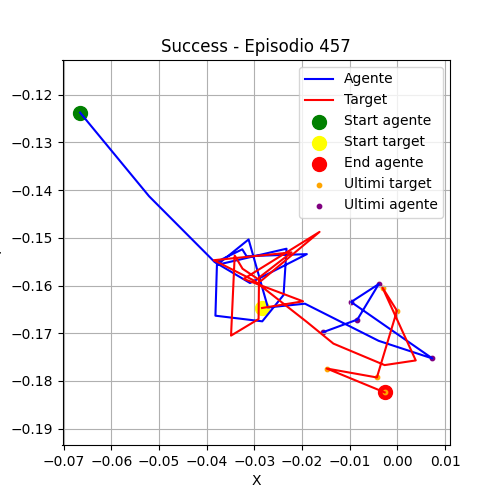 Success - Episodio 457
Agente
Target
Start agente
Start target
End agente
Ultimi target
Ultimi agente
−0.12
−0.13
−0.14
−0.15
−0.16
−0.17
−0.18
−0.19
−0.07 −0.06 −0.05 −0.04 −0.03 −0.02 −0.01 0.00 0.01
X